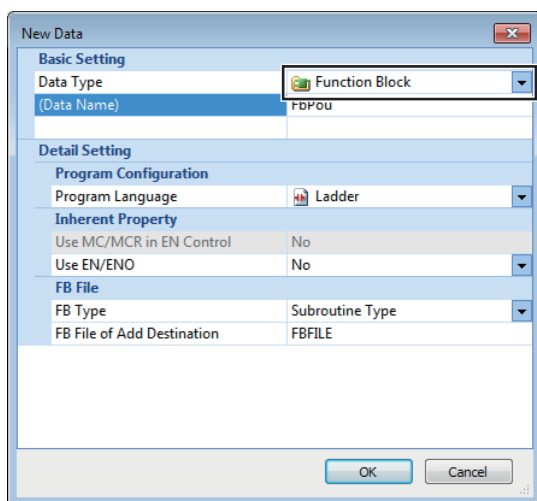 New Data
Basic Setting
Data Type Function Block
(Data Name) FbPou
Detail Setting
Program Configuration
Program Language Ladder
Inherent Property
Use MC/MCR in EN Control No
Use EN/ENO No
FB File
FB Type Subroutine Type
FB File of Add Destination FBFILE
OK Cancel